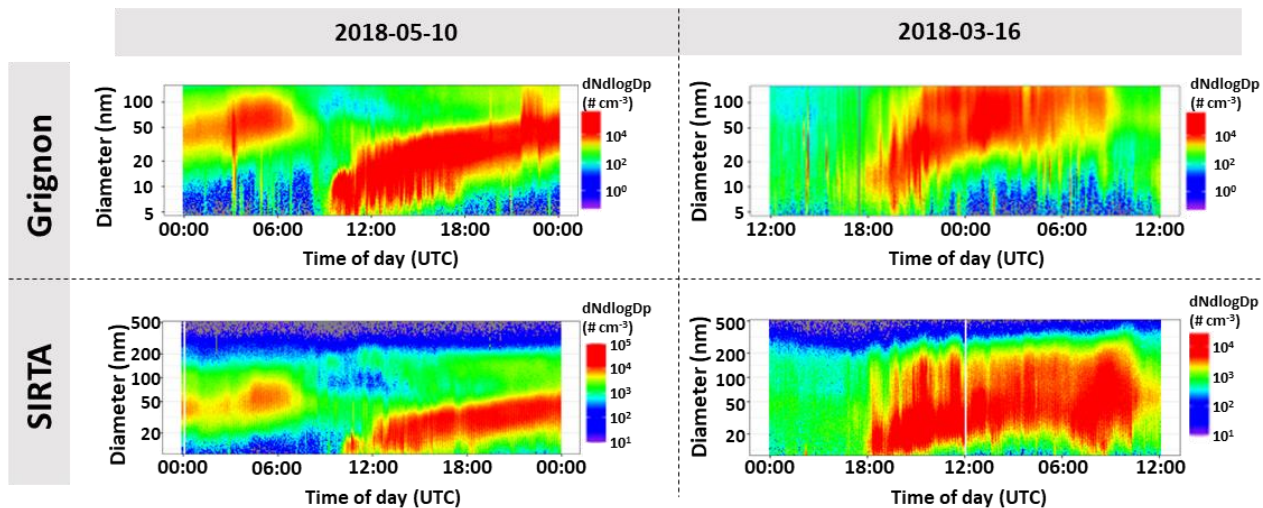 2018-05-10
2018-03-16
Grignon
Diameter (nm)
100
50
20
10
5
00:00 06:00 12:00 18:00 00:00
Time of day (UTC)
dNdlogDp
(# cm⁻³)
10⁴
10²
10⁰
Diameter (nm)
100
50
20
10
5
12:00 18:00 00:00 06:00 12:00
Time of day (UTC)
dNdlogDp
(# cm⁻³)
10⁴
10²
10⁰
SIRTA
Diameter (nm)
500
200
100
50
20
00:00 06:00 12:00 18:00 00:00
Time of day (UTC)
dNdlogDp
(# cm⁻³)
10⁵
10⁴
10³
10²
10¹
Diameter (nm)
500
200
100
50
20
00:00 18:00 12:00 06:00 12:00
Time of day (UTC)
dNdlogDp
(# cm⁻³)
10⁴
10³
10²
10¹